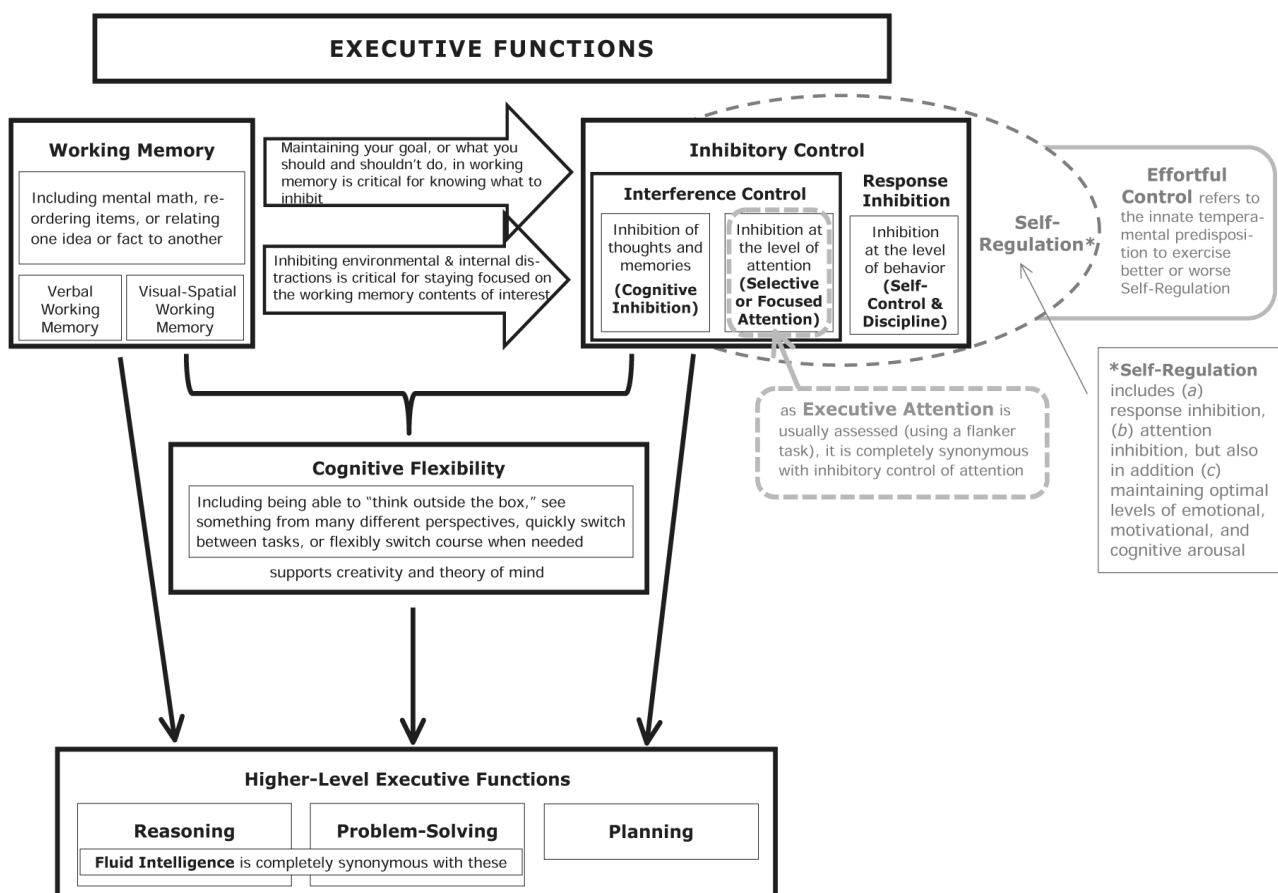 EXECUTIVE FUNCTIONS
Working Memory
Including mental math, re-
ordering items, or relating
one idea or fact to another
Verbal
Working
Memory
Visual-Spatial
Working
Memory
Maintaining your goal, or what you
should and shouldn't do, in working
memory is critical for knowing what to
inhibit
Inhibiting environmental & internal dis-
tractions is critical for staying focused on
the working memory contents of interest
Inhibitory Control
Interference Control
Inhibition of
thoughts and
memories
(Cognitive
Inhibition)
Inhibition at
the level of
attention
(Selective
or Focused
Attention)
Response
Inhibition
Inhibition
at the level
of behavior
(Self-
Control &
Discipline)
Self-
Regulation*
Effortful
Control refers to
the innate tempera-
mental predisposi-
tion to exercise
better or worse
Self-Regulation
*Self-Regulation
includes (a)
response inhibition,
(b) attention
inhibition, but also
in addition (c)
maintaining optimal
levels of emotional,
motivational, and
cognitive arousal
as Executive Attention is
usually assessed (using a flanker
task), it is completely synonymous
with inhibitory control of attention
Cognitive Flexibility
Including being able to "think outside the box," see
something from many different perspectives, quickly switch
between tasks, or flexibly switch course when needed
supports creativity and theory of mind
Higher-Level Executive Functions
Reasoning
Problem-Solving
Planning
Fluid Intelligence is completely synonymous with these